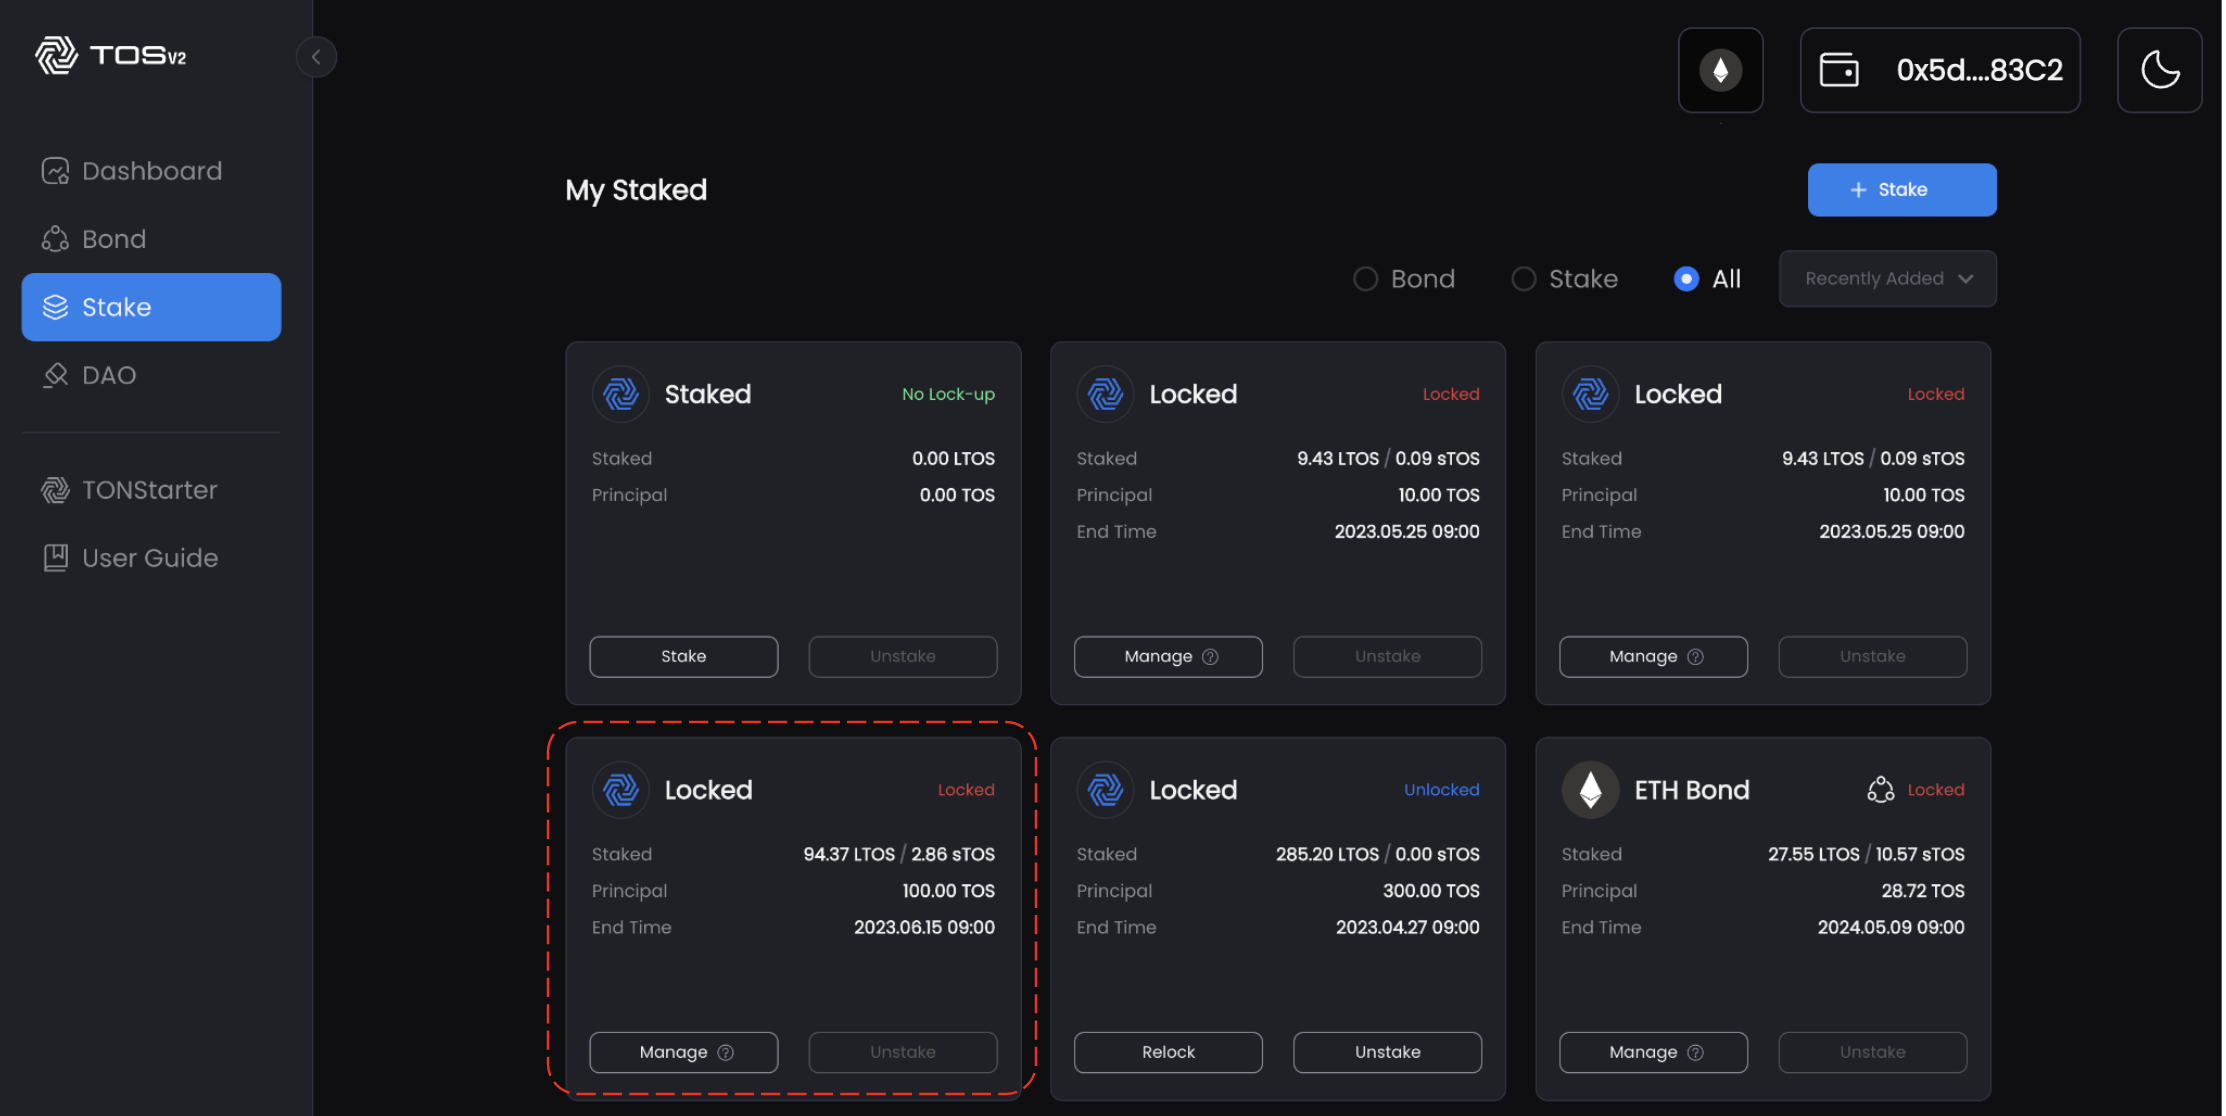 TOSV2
0x5d....83C2
Dashboard
Bond
Stake
DAO
TONStarter
User Guide
My Staked
+ Stake
Bond
Stake
All
Recently Added
Staked
No Lock-up
Staked
0.00 LTOS
Principal
0.00 TOS
Stake
Unstake
Locked
Locked
Staked
9.43 LTOS / 0.09 sTOS
Principal
10.00 TOS
End Time
2023.05.25 09:00
Manage ?
Unstake
Locked
Locked
Staked
9.43 LTOS / 0.09 sTOS
Principal
10.00 TOS
End Time
2023.05.25 09:00
Manage ?
Unstake
Locked
Locked
Staked
94.37 LTOS / 2.86 sTOS
Principal
100.00 TOS
End Time
2023.06.15 09:00
Manage ?
Unstake
Locked
Unlocked
Staked
285.20 LTOS / 0.00 sTOS
Principal
300.00 TOS
End Time
2023.04.27 09:00
Relock
Unstake
ETH Bond
Locked
Staked
27.55 LTOS / 10.57 sTOS
Principal
28.72 TOS
End Time
2024.05.09 09:00
Manage ?
Unstake